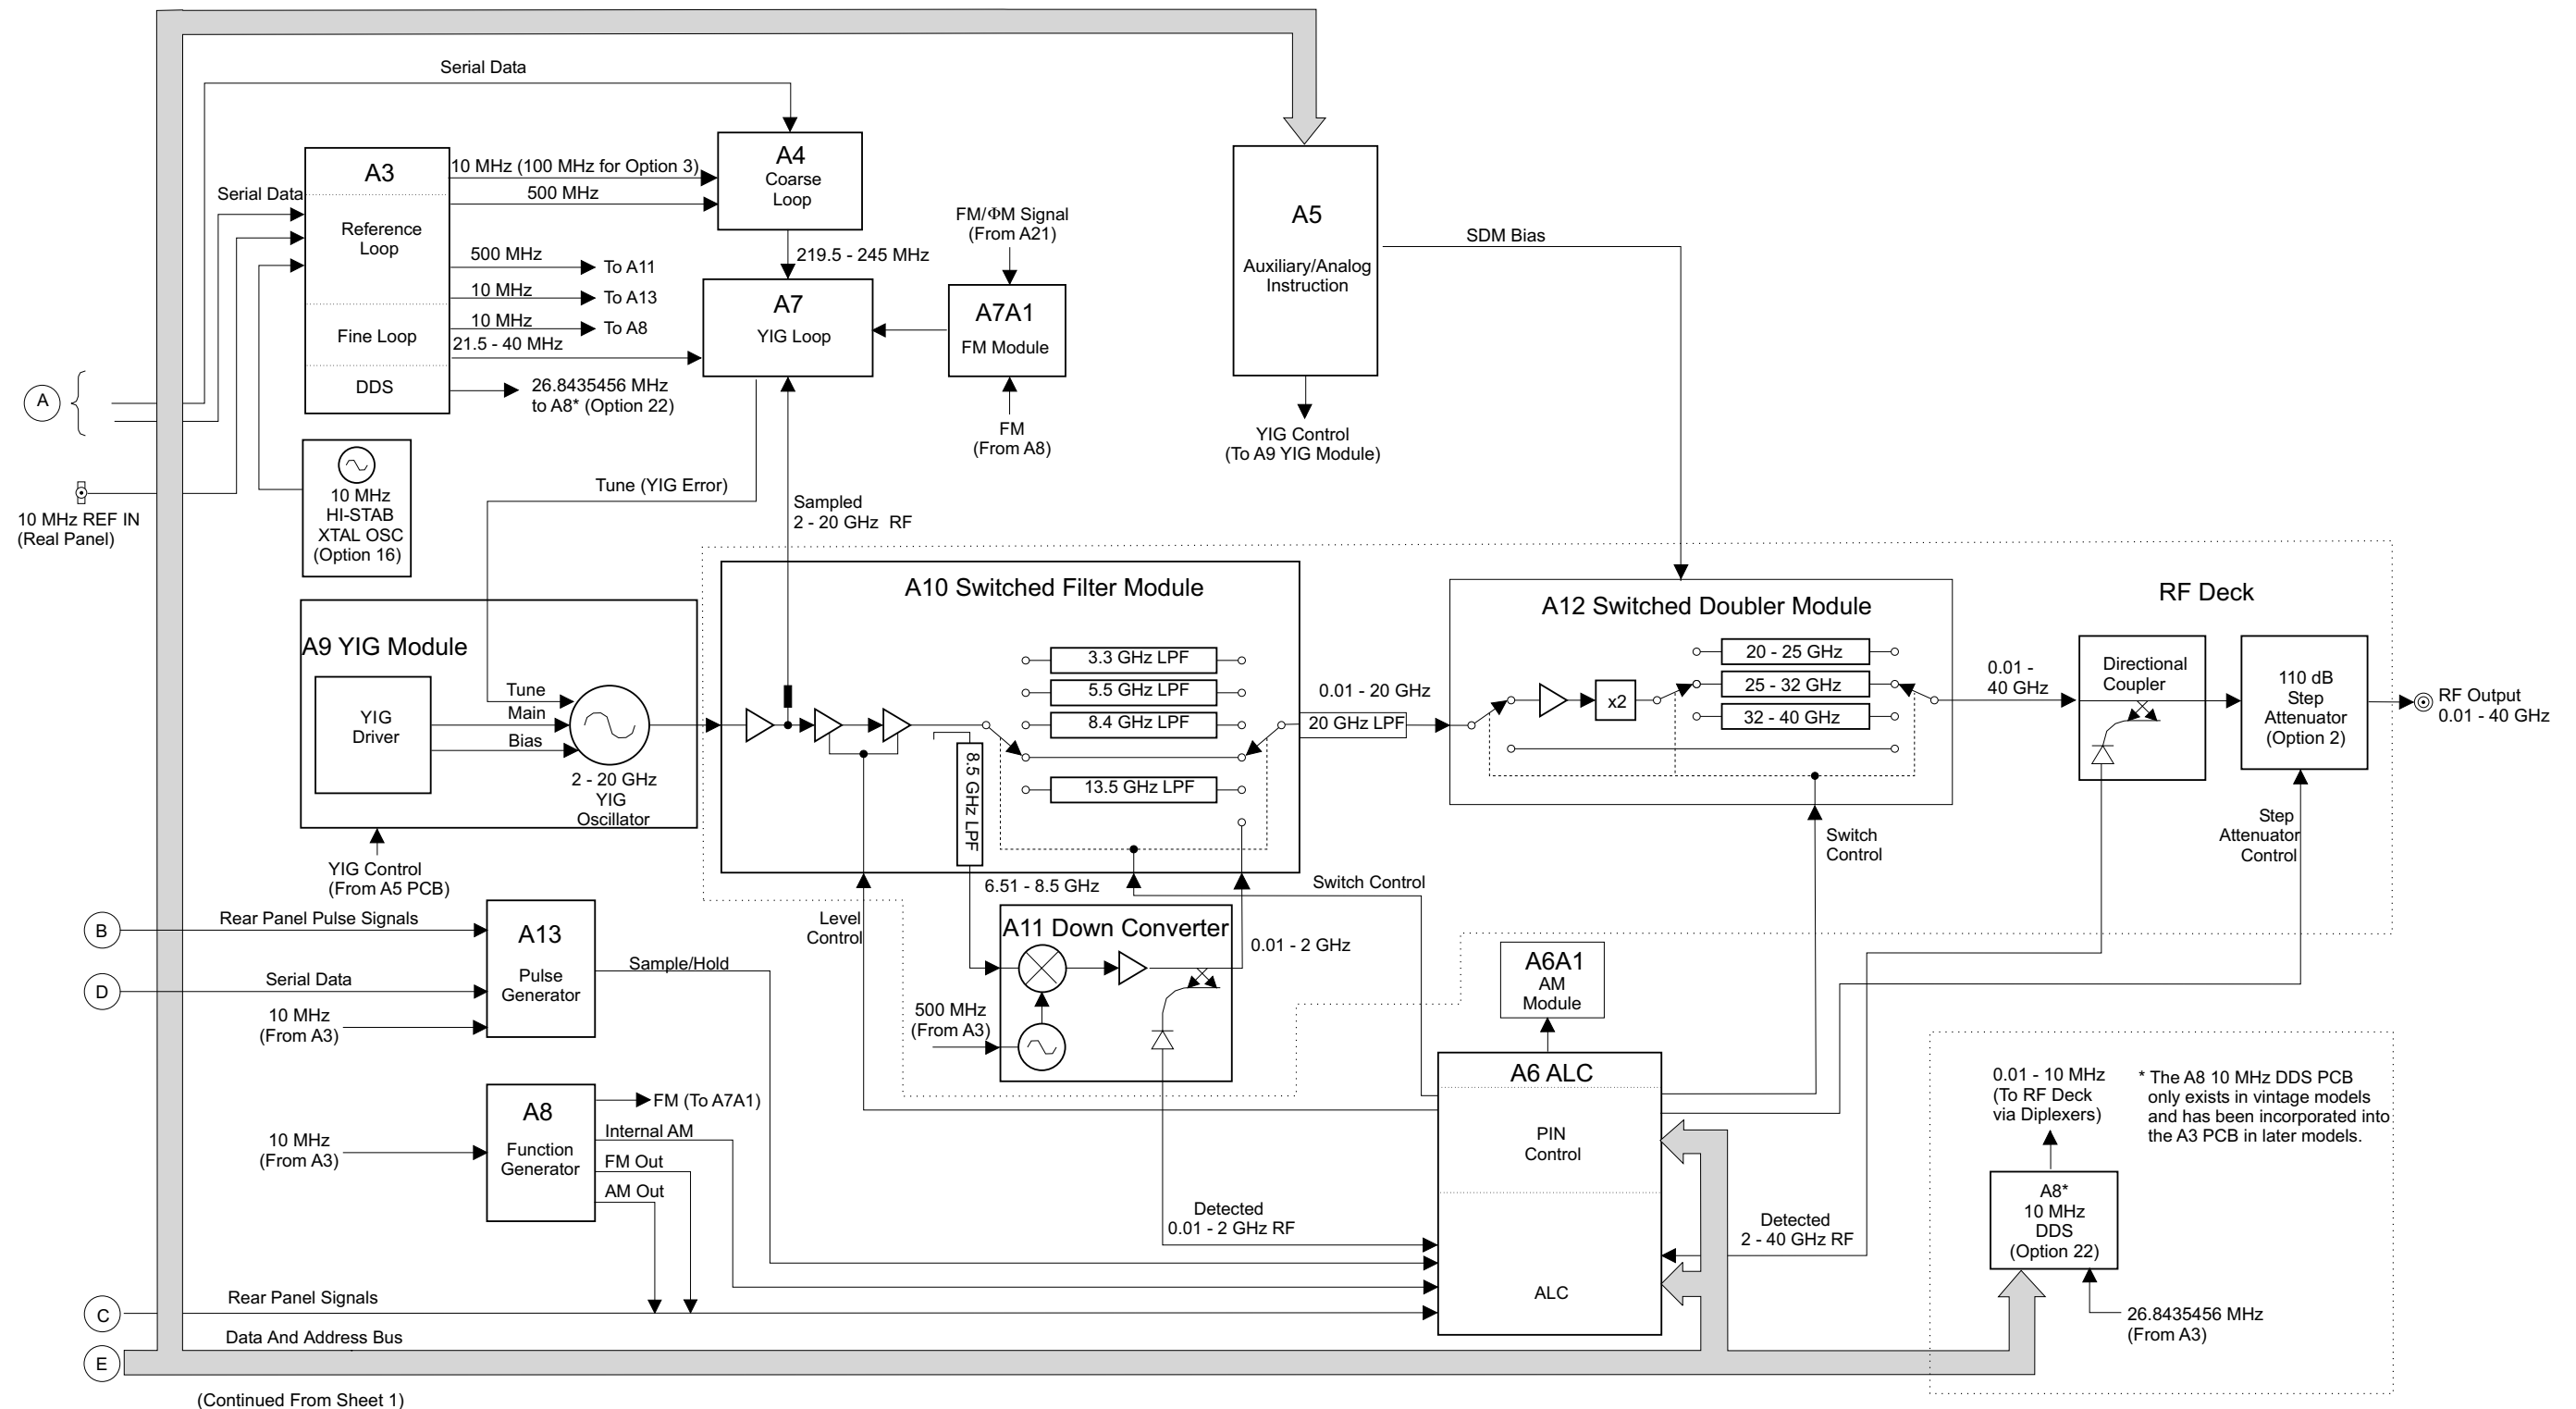 Serial Data
A3
Reference
Loop
Fine Loop
DDS
Serial Data
10 MHz (100 MHz for Option 3)
500 MHz
500 MHz
To A11
10 MHz
To A13
10 MHz
To A8
21.5 - 40 MHz
26.8435456 MHz
to A8* (Option 22)
A4
Coarse
Loop
219.5 - 245 MHz
A7
YIG Loop
FM/ΦM Signal
(From A21)
A7A1
FM Module
FM
(From A8)
A5
Auxiliary/Analog
Instruction
SDM Bias
YIG Control
(To A9 YIG Module)
A
10 MHz REF IN
(Real Panel)
10 MHz
HI-STAB
XTAL OSC
(Option 16)
Tune (YIG Error)
Sampled
2 - 20 GHz RF
A9 YIG Module
YIG
Driver
Tune
Main
Bias
2 - 20 GHz
YIG
Oscillator
YIG Control
(From A5 PCB)
A10 Switched Filter Module
3.3 GHz LPF
5.5 GHz LPF
8.4 GHz LPF
13.5 GHz LPF
8.5 GHz LPF
0.01 - 20 GHz
20 GHz LPF
A12 Switched Doubler Module
x2
20 - 25 GHz
25 - 32 GHz
32 - 40 GHz
RF Deck
0.01 -
40 GHz
Directional
Coupler
110 dB
Step
Attenuator
(Option 2)
RF Output
0.01 - 40 GHz
Switch
Control
Step
Attenuator
Control
6.51 - 8.5 GHz
Switch Control
Level
Control
A11 Down Converter
0.01 - 2 GHz
500 MHz
(From A3)
B
Rear Panel Pulse Signals
D
Serial Data
10 MHz
(From A3)
A13
Pulse
Generator
Sample/Hold
A8
Function
Generator
10 MHz
(From A3)
FM (To A7A1)
Internal AM
FM Out
AM Out
A6A1
AM
Module
A6 ALC
PIN
Control
ALC
Detected
0.01 - 2 GHz RF
Detected
2 - 40 GHz RF
0.01 - 10 MHz
(To RF Deck
via Diplexers)
* The A8 10 MHz DDS PCB
only exists in vintage models
and has been incorporated into
the A3 PCB in later models.
A8*
10 MHz
DDS
(Option 22)
26.8435456 MHz
(From A3)
C
Rear Panel Signals
Data And Address Bus
E
(Continued From Sheet 1)